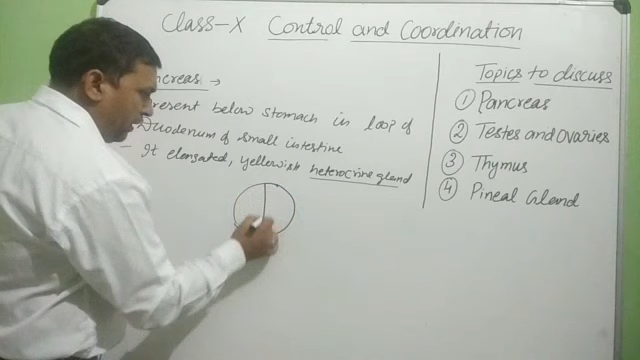 Class-X Control and Coordination
ncreas →
resent below stomach in loop of
Duodenum of small intestine
- It elongated, yellowish heterocrine gland
Topics to discuss
① Pancreas
② Testes and ovaries
③ Thymus
④ Pineal Gland